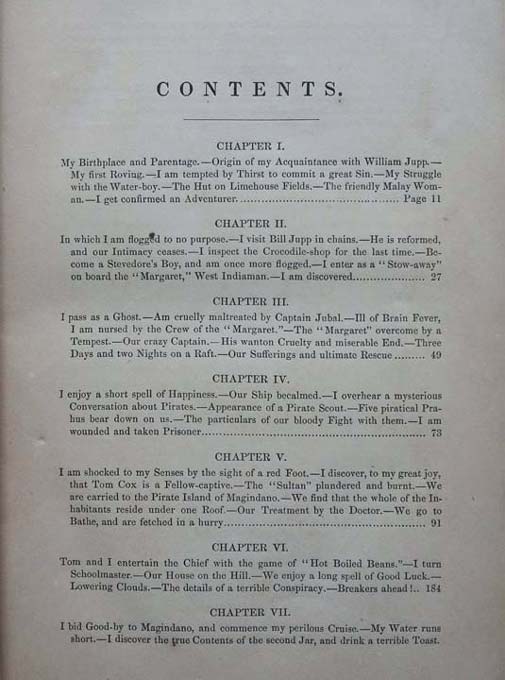 CONTENTS.
CHAPTER I.
My Birthplace and Parentage.—Origin of my Acquaintance with William Jupp.—
My first Roving.—I am tempted by Thirst to commit a great Sin.—My Struggle
with the Water-boy.—The Hut on Limehouse Fields.—The friendly Malay Wom-
an.—I get confirmed an Adventurer.......................................... Page 11
CHAPTER II.
In which I am flogged to no purpose.—I visit Bill Jupp in chains.—He is reformed,
and our Intimacy ceases.—I inspect the Crocodile-shop for the last time.—Be-
come a Stevedore's Boy, and am once more flogged.—I enter as a "Stow-away"
on board the "Margaret," West Indiaman.—I am discovered.................... 27
CHAPTER III.
I pass as a Ghost.—Am cruelly maltreated by Captain Jubal.—Ill of Brain Fever,
I am nursed by the Crew of the "Margaret."—The "Margaret" overcome by a
Tempest.—Our crazy Captain.—His wanton Cruelty and miserable End.—Three
Days and two Nights on a Raft.—Our Sufferings and ultimate Rescue ......... 49
CHAPTER IV.
I enjoy a short spell of Happiness.—Our Ship becalmed.—I overhear a mysterious
Conversation about Pirates.—Appearance of a Pirate Scout.—Five piratical Pra-
hus bear down on us.—The particulars of our bloody Fight with them.—I am
wounded and taken Prisoner............................................................ 73
CHAPTER V.
I am shocked to my Senses by the sight of a red Foot.—I discover, to my great joy,
that Tom Cox is a Fellow-captive.—The "Sultan" plundered and burnt.—We
are carried to the Pirate Island of Magindano.—We find that the whole of the In-
habitants reside under one Roof.—Our Treatment by the Doctor.—We go to
Bathe, and are fetched in a hurry...................................................... 91
CHAPTER VI.
Tom and I entertain the Chief with the game of "Hot Boiled Beans."—I turn
Schoolmaster.—Our House on the Hill.—We enjoy a long spell of Good Luck.—
Lowering Clouds.—The details of a terrible Conspiracy.—Breakers ahead!.. 184
CHAPTER VII.
I bid Good-by to Magindano, and commence my perilous Cruise.—My Water runs
short.—I discover the true Contents of the second Jar, and drink a terrible Toast.